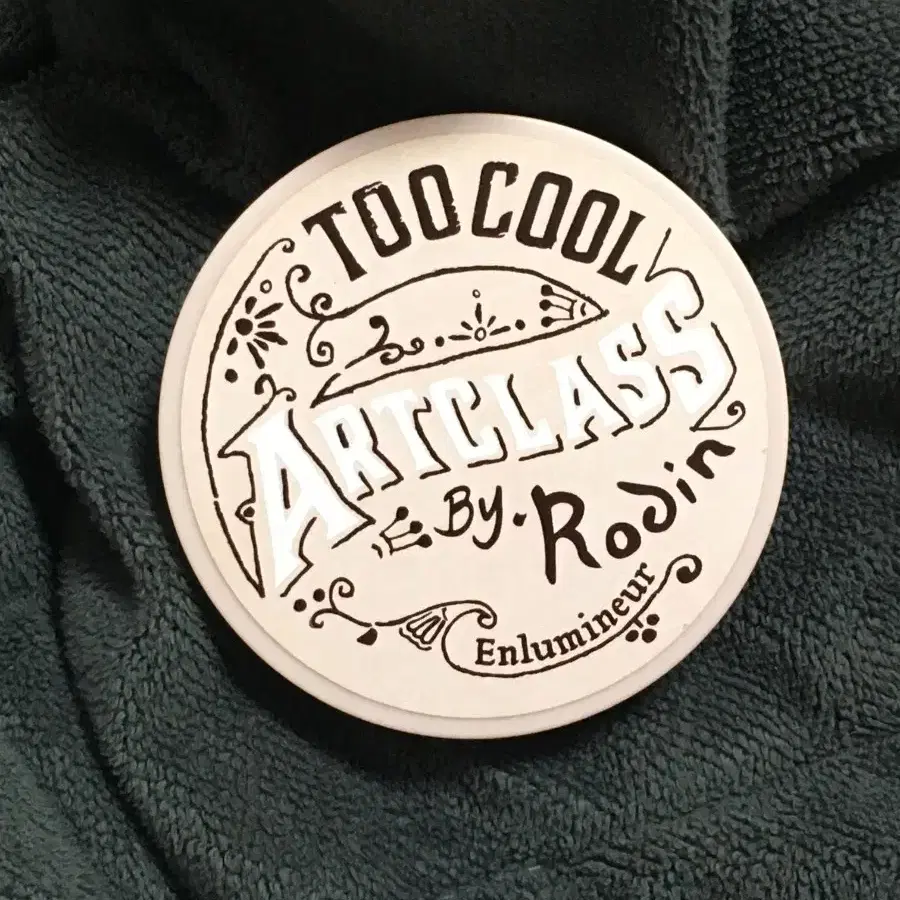 TOO COOL
ARTCLASS
By. Rodin
Enlumineur